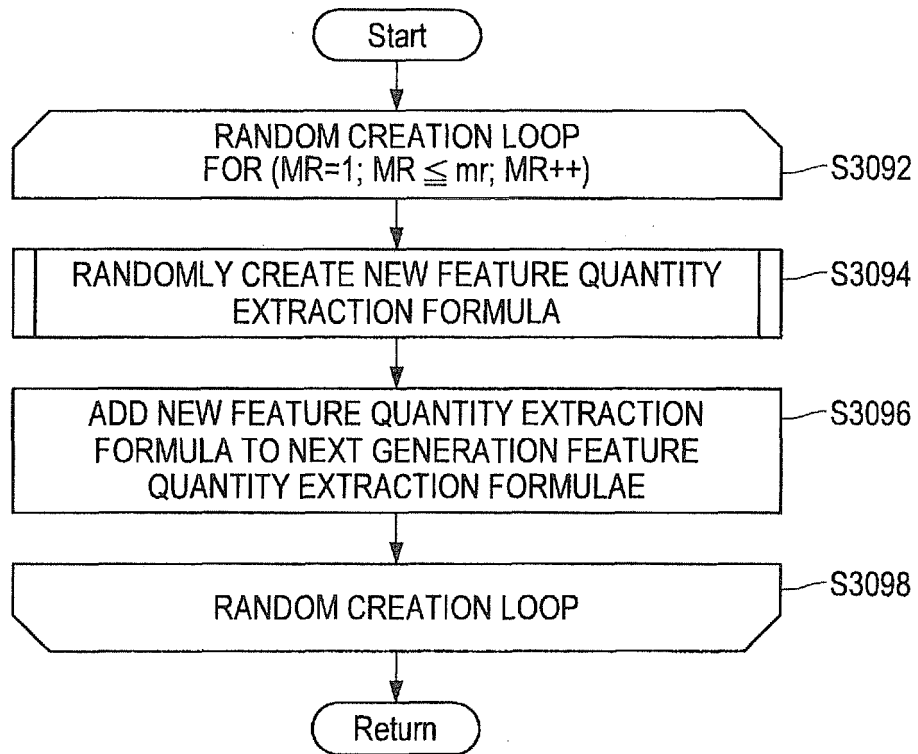 Start
RANDOM CREATION LOOP
FOR (MR=1; MR ≦ mr; MR++)
S3092
RANDOMLY CREATE NEW FEATURE QUANTITY
EXTRACTION FORMULA
S3094
ADD NEW FEATURE QUANTITY EXTRACTION
FORMULA TO NEXT GENERATION FEATURE
QUANTITY EXTRACTION FORMULAE
S3096
RANDOM CREATION LOOP
S3098
Return